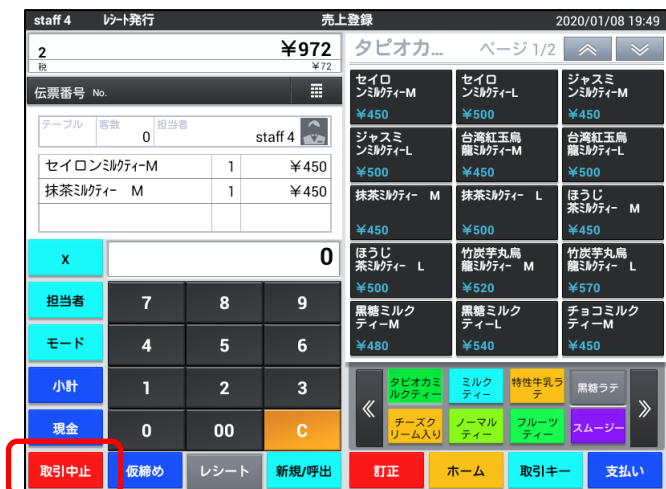 staff 4 ﾚｼｰﾄ発行 売上登録 2020/01/08 19:49
2 ¥972
税 ¥72
伝票番号 No.
テーブル 客数 0 担当者 staff 4
セイロンﾐﾙｸﾃｨｰM 1 ¥450
抹茶ﾐﾙｸﾃｨｰ M 1 ¥450
X 0
担当者 7 8 9
モード 4 5 6
小計 1 2 3
現金 0 00 C
取引中止 仮締め レシート 新規/呼出
タピオカ... ページ 1/2
セイロ
ンﾐﾙｸﾃｨｰM
¥450
セイロ
ンﾐﾙｸﾃｨｰL
¥500
ジャスミ
ンﾐﾙｸﾃｨｰM
¥450
ジャスミ
ンﾐﾙｸﾃｨｰL
¥500
台湾紅玉烏
龍ﾐﾙｸﾃｨｰM
¥450
台湾紅玉烏
龍ﾐﾙｸﾃｨｰL
¥500
抹茶ﾐﾙｸﾃｨｰ M
¥450
抹茶ﾐﾙｸﾃｨｰ L
¥500
ほうじ
茶ﾐﾙｸﾃｨｰ M
¥450
ほうじ
茶ﾐﾙｸﾃｨｰ L
¥500
竹炭芋丸烏
龍ﾐﾙｸﾃｨｰ M
¥520
竹炭芋丸烏
龍ﾐﾙｸﾃｨｰ L
¥570
黒糖ミルク
ティーM
¥480
黒糖ミルク
ティーL
¥540
チョコミルク
ティーM
¥450
タピオカミ
ルクティー
ミルク
ティー
特性牛乳ラ
テ
黒糖ラテ
チーズク
リーム入り
ノーマル
ティー
フルーツ
ティー
スムージー
訂正 ホーム 取引キー 支払い